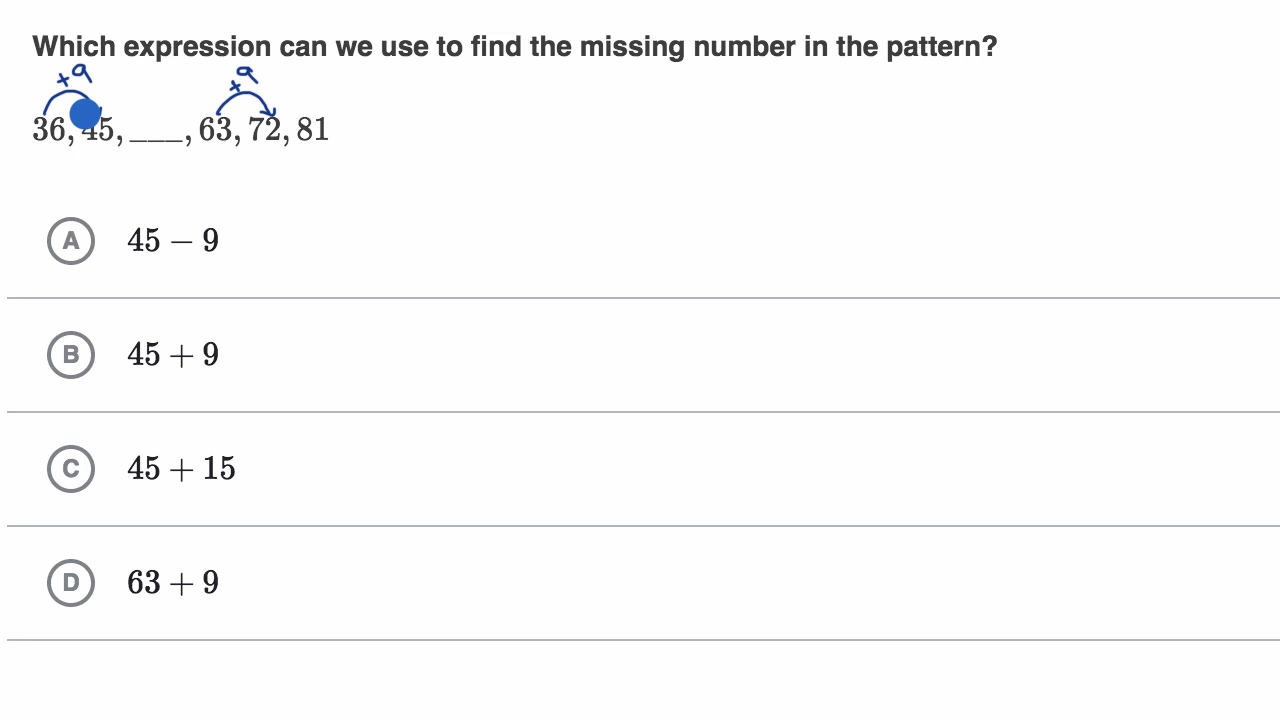 Which expression can we use to find the missing number in the pattern?
+9 +9
36, 45, ___, 63, 72, 81
A 45 − 9
B 45 + 9
C 45 + 15
D 63 + 9